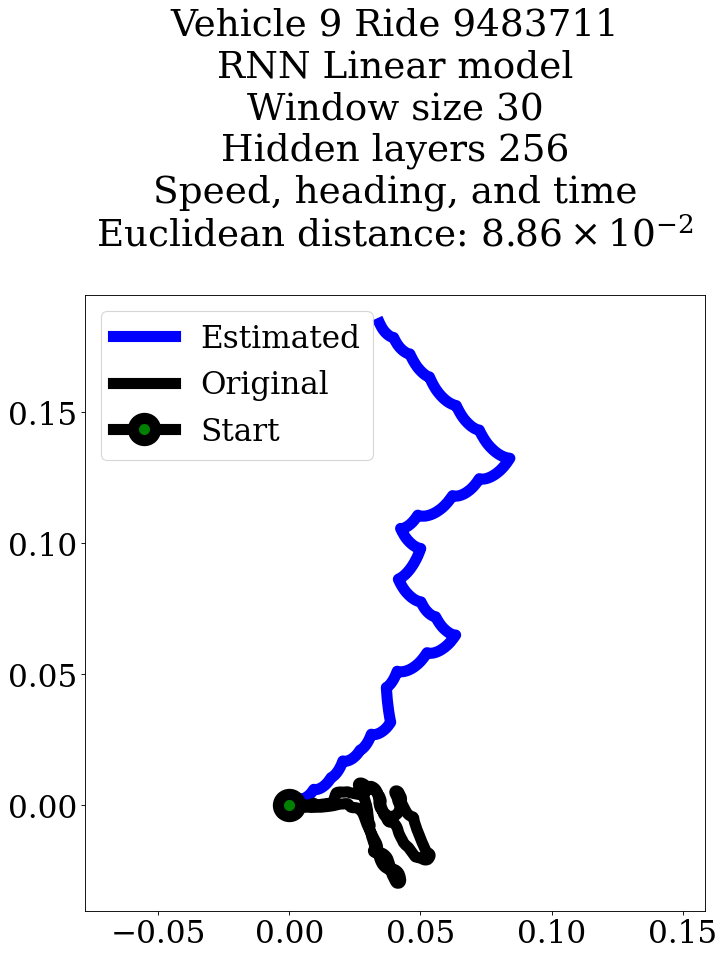 Vehicle 9 Ride 9483711
RNN Linear model
Window size 30
Hidden layers 256
Speed, heading, and time
Euclidean distance: 8.86 × 10⁻²
Estimated
Original
Start
0.15
0.10
0.05
0.00
−0.05 0.00 0.05 0.10 0.15